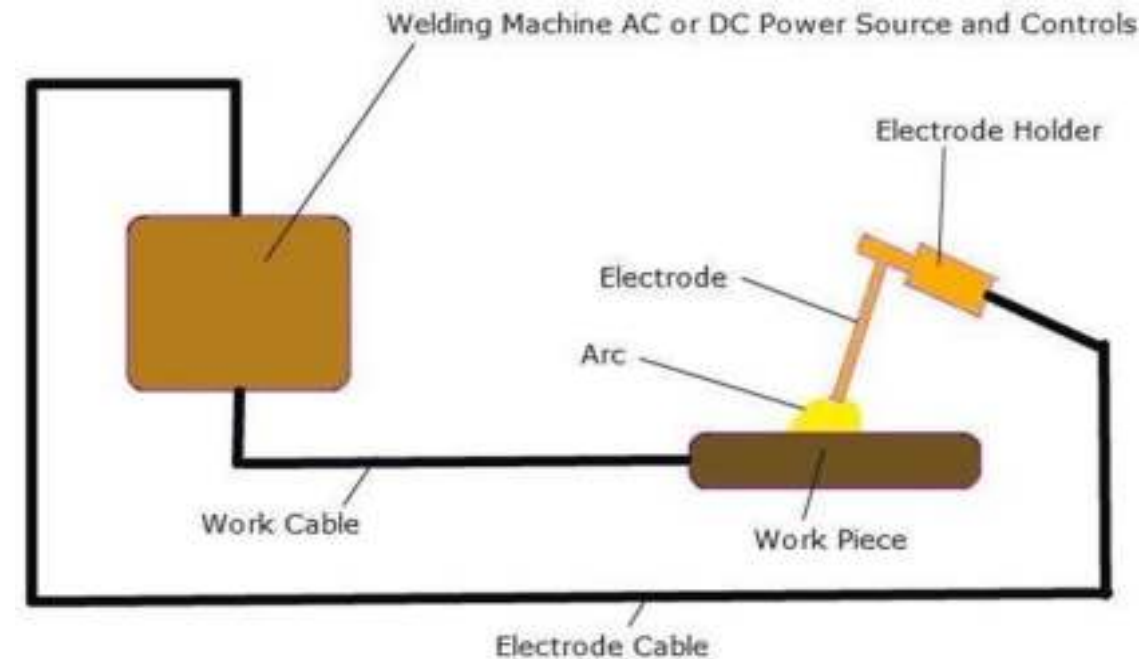 Welding Machine AC or DC Power Source and Controls
Electrode Holder
Electrode
Arc
Work Cable
Work Piece
Electrode Cable